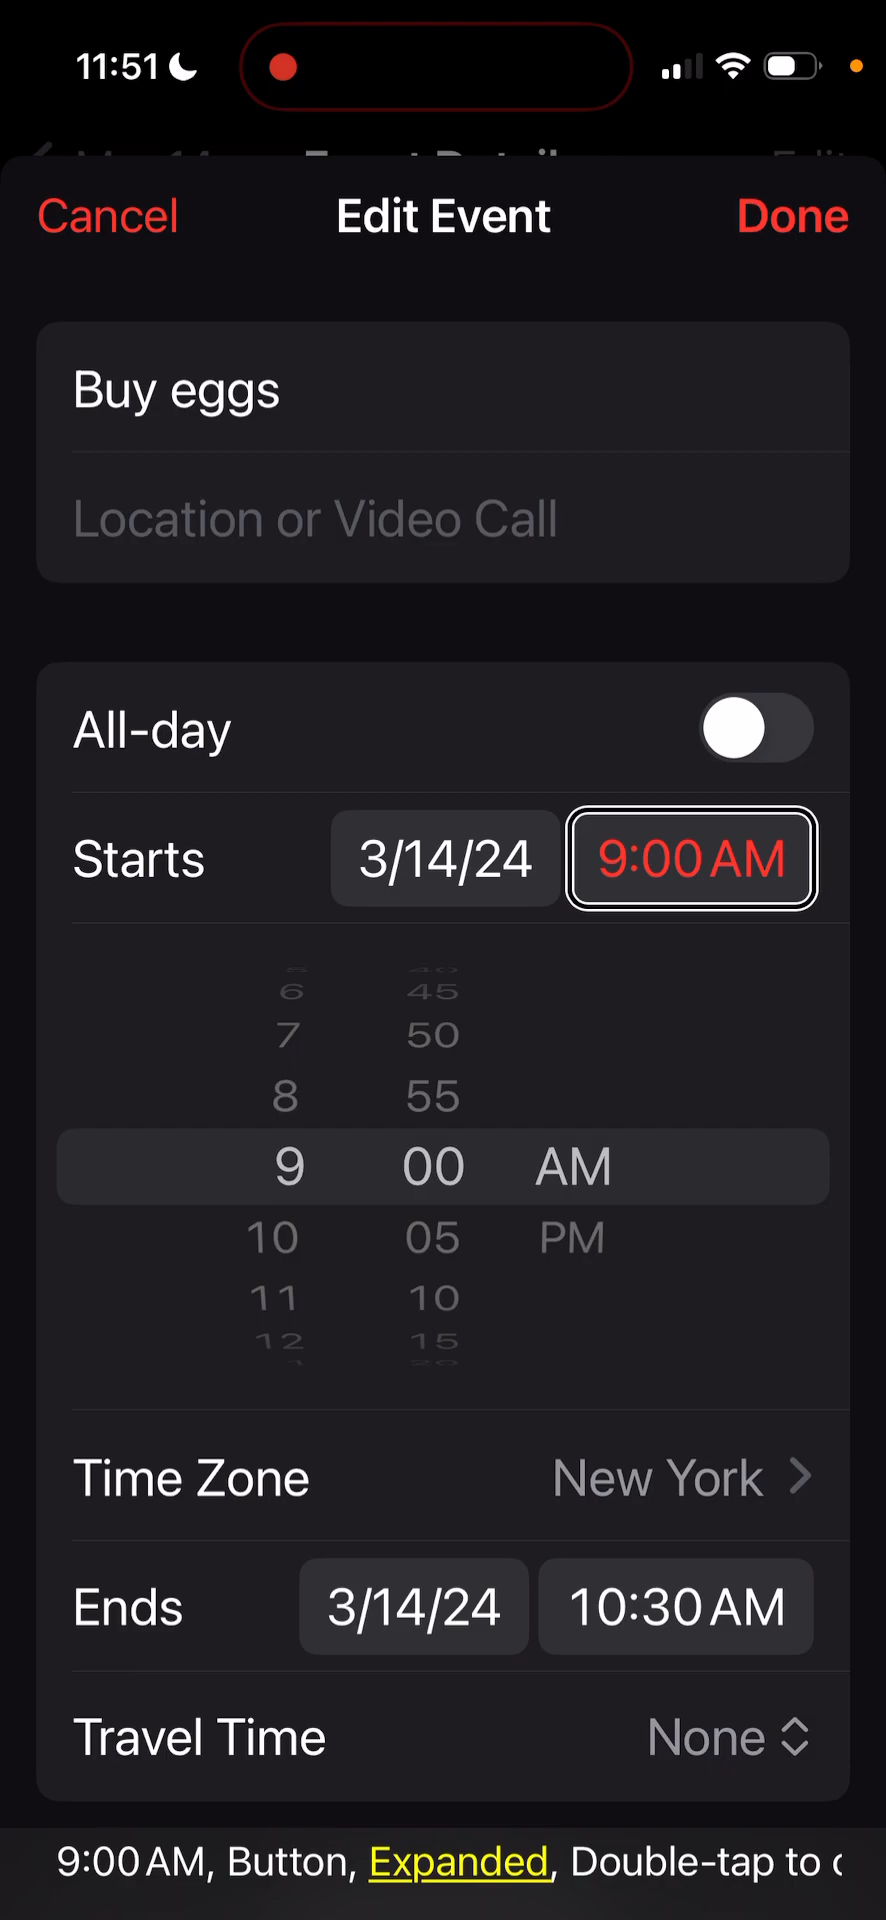 11:51
Cancel Edit Event Done
Buy eggs
Location or Video Call
All-day
Starts 3/14/24 9:00 AM
6 45
7 50
8 55
9 00 AM
10 05 PM
11 10
12 15
Time Zone New York
Ends 3/14/24 10:30 AM
Travel Time None
9:00 AM, Button, Expanded, Double-tap to